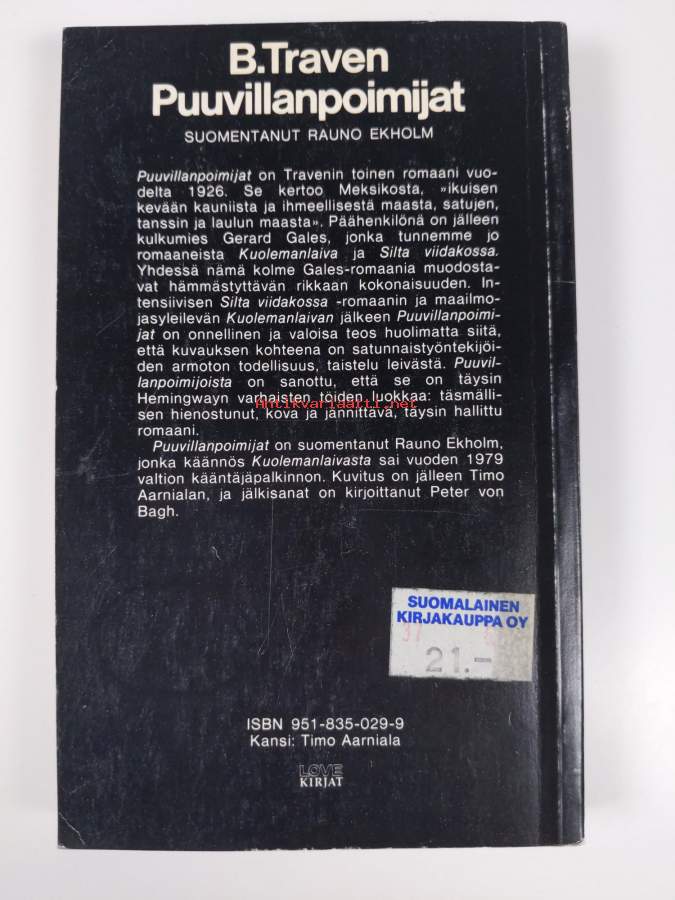 B.Traven
Puuvillanpoimijat
SUOMENTANUT RAUNO EKHOLM
Puuvillanpoimijat on Travenin toinen romaani vuo-
delta 1926. Se kertoo Meksikosta, »ikuisen
kevään kauniista ja ihmeellisestä maasta, satujen,
tanssin ja laulun maasta». Päähenkilönä on jälleen
kulkumies Gerard Gales, jonka tunnemme jo
romaaneista Kuolemanlaiva ja Silta viidakossa.
Yhdessä nämä kolme Gales-romaania muodosta-
vat hämmästyttävän rikkaan kokonaisuuden. In-
tensiivisen Silta viidakossa -romaanin ja maailmo-
jasyleilevän Kuolemanlaivan jälkeen Puuvillanpoimi-
jat on onnellinen ja valoisa teos huolimatta siitä,
että kuvauksen kohteena on satunnaistyöntekijöi-
den armoton todellisuus, taistelu leivästä. Puuvil-
lanpoimijoista on sanottu, että se on täysin
Hemingwayn varhaisten töiden luokkaa: täsmälli-
Antikvariaatti.net
sen hienostunut, kova ja jännittävä, täysin hallittu
romaani.
Puuvillanpoimijat on suomentanut Rauno Ekholm,
jonka käännös Kuolemanlaivasta sai vuoden 1979
valtion kääntäjäpalkinnon. Kuvitus on jälleen Timo
Aarnialan, ja jälkisanat on kirjoittanut Peter von
Bagh.
SUOMALAINEN
KIRJAKAUPPA OY
21.-
ISBN 951-835-029-9
Kansi: Timo Aarniala
LOVE
KIRJAT